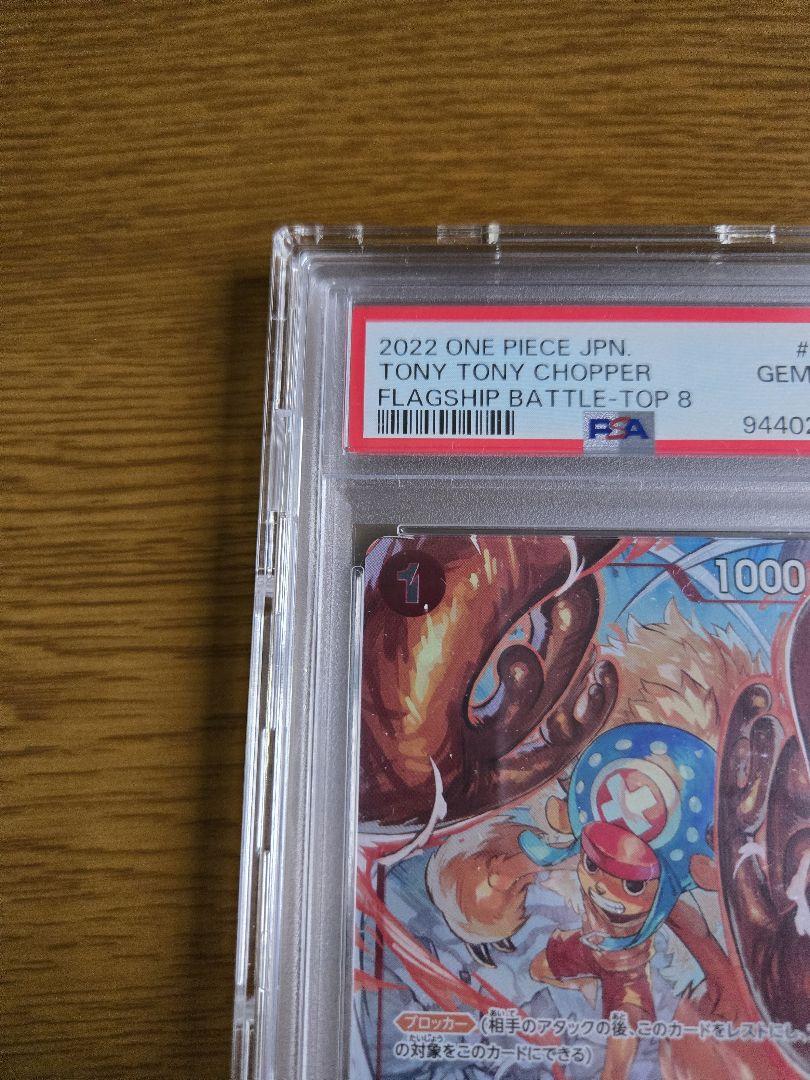 2022 ONE PIECE JPN. #
TONY TONY CHOPPER GEM
FLAGSHIP BATTLE-TOP 8
PSA 94402
1 1000
ブロッカー (相手のアタックの後、このカードをレストにし
の対象をこのカードにできる)